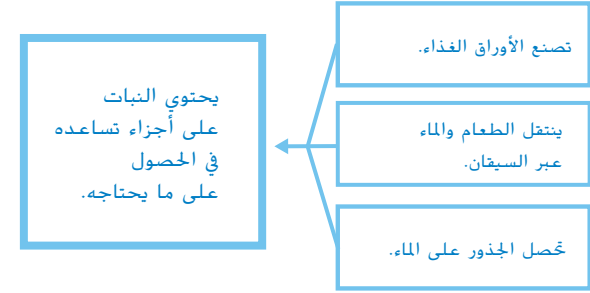 تصنع الأوراق الغذاء.
ينتقل الطعام والماء
عبر السيقان.
تحصل الجذور على الماء.
يحتوي النبات
على أجزاء تساعده
في الحصول
على ما يحتاجه.